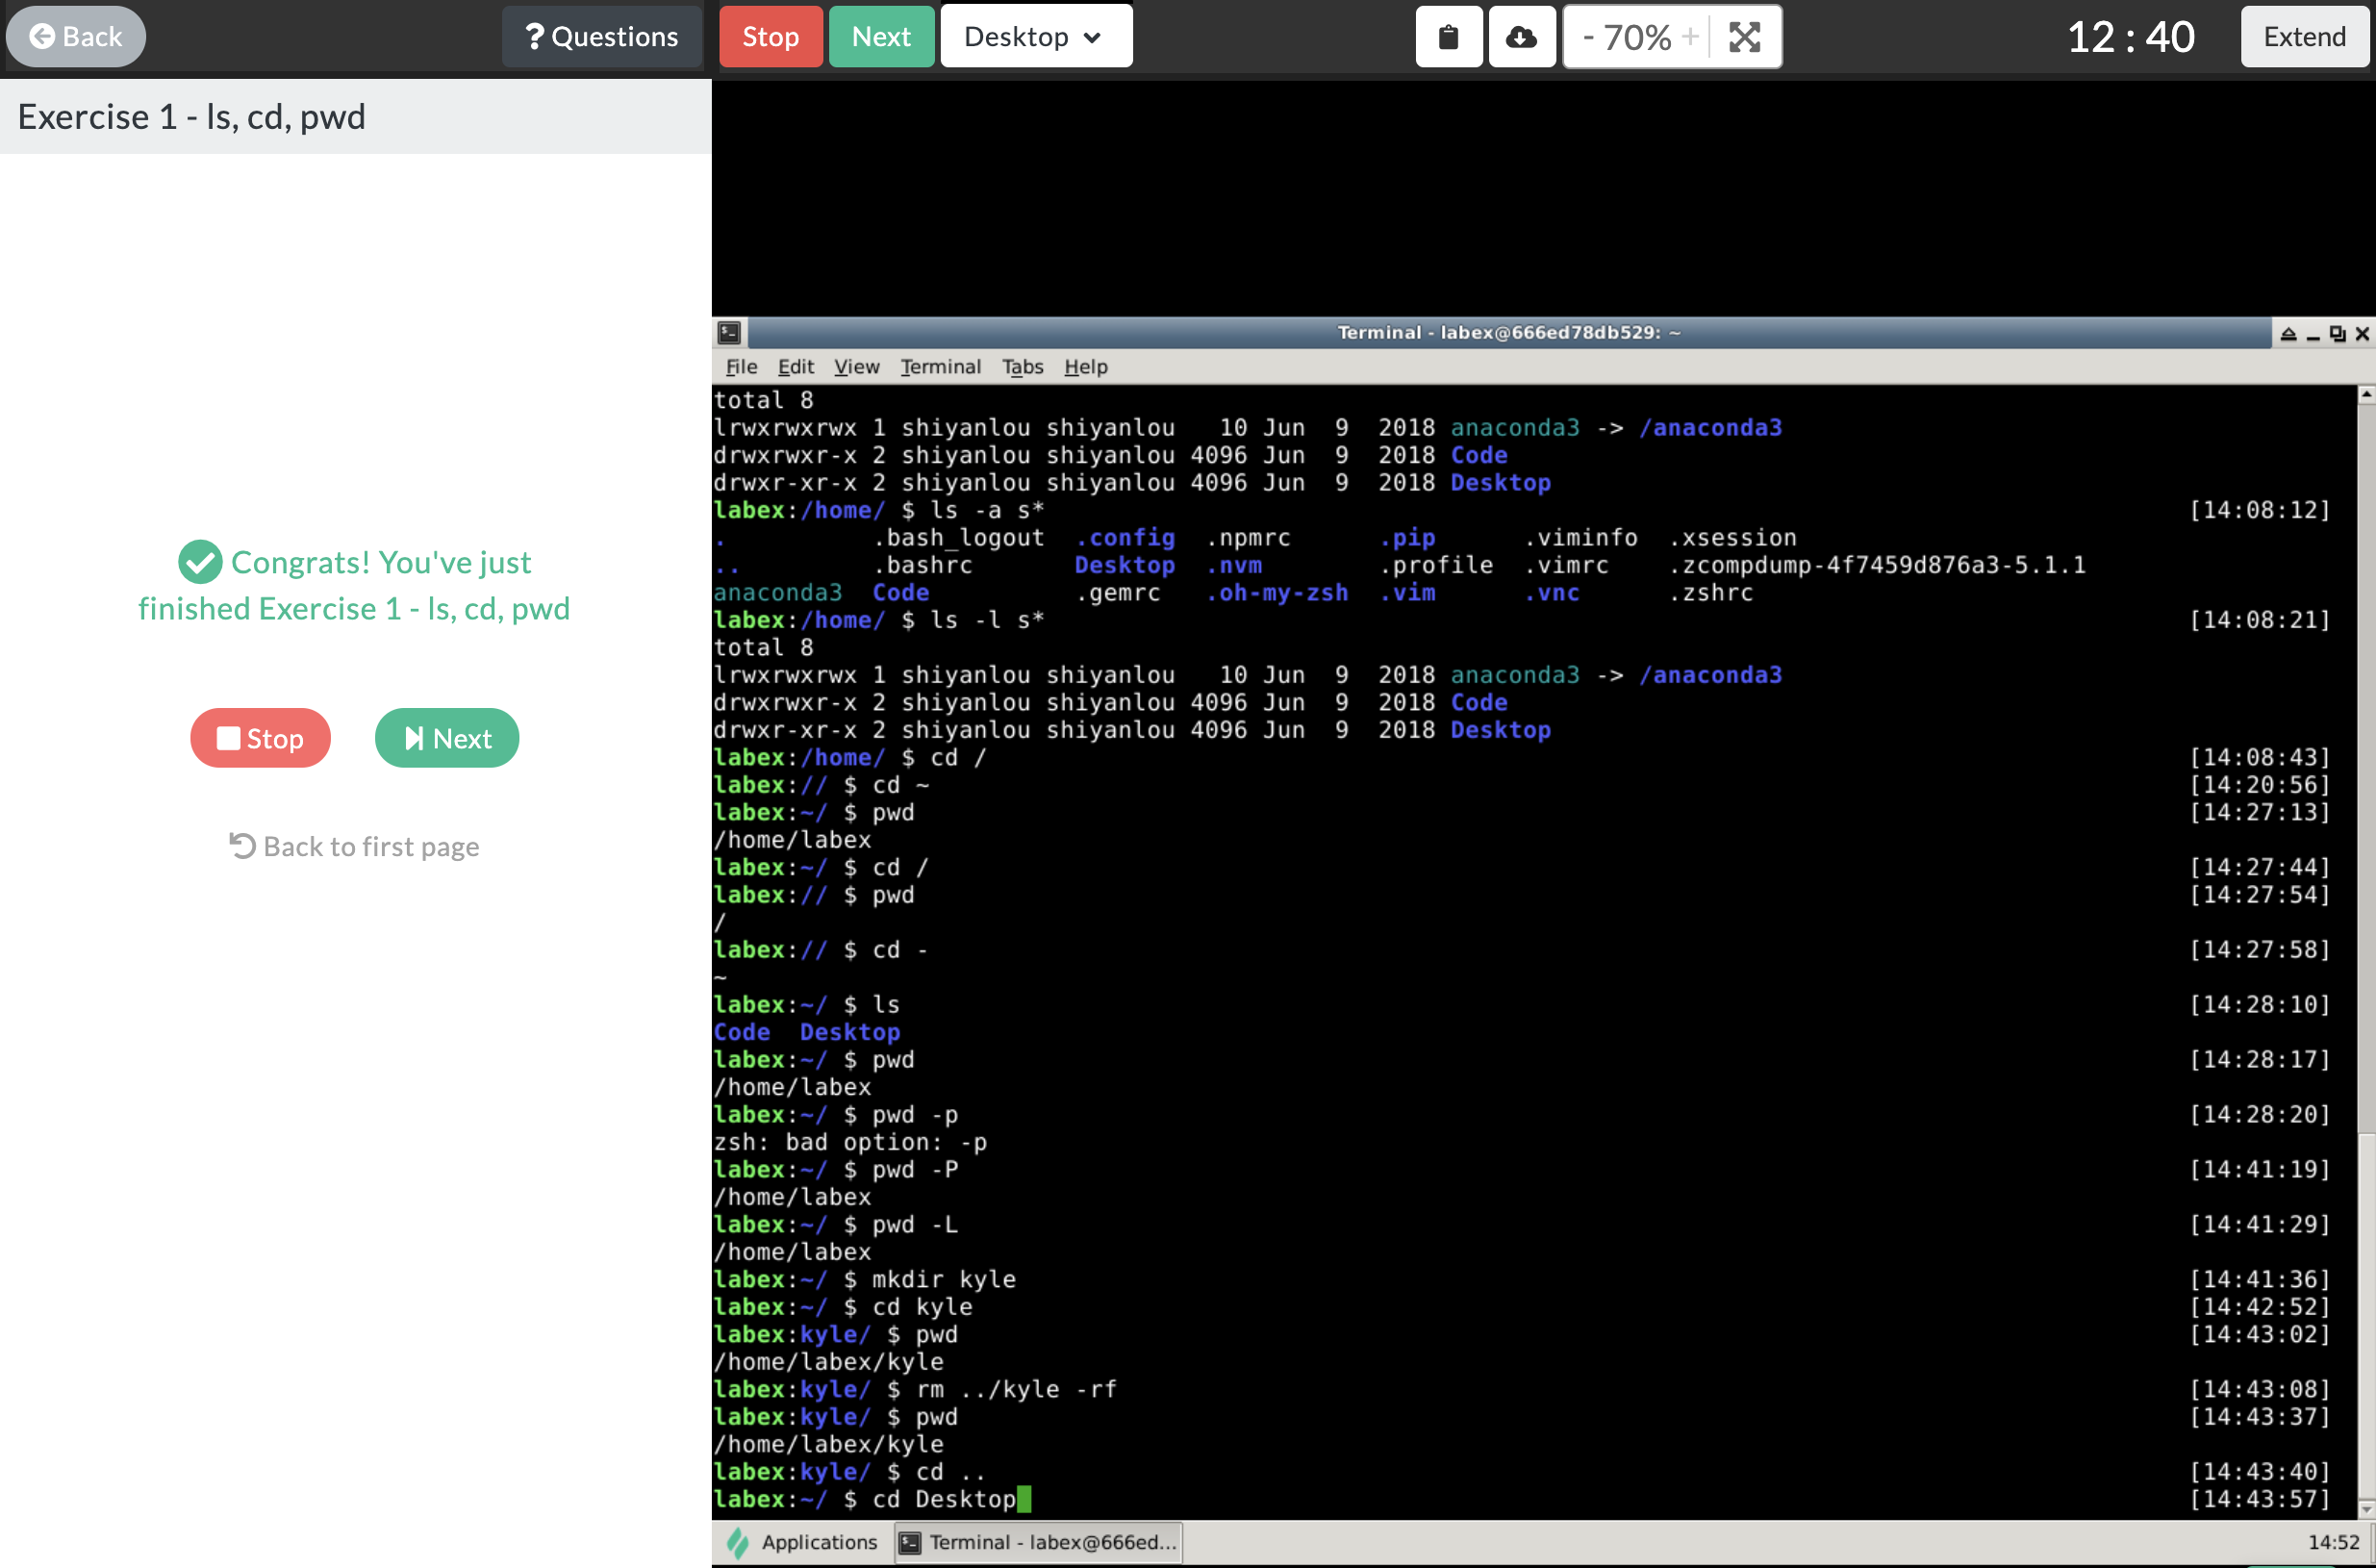 Back
? Questions
Stop
Next
Desktop
- 70% +
12 : 40
Extend
Exercise 1 - ls, cd, pwd
Congrats! You've just
finished Exercise 1 - ls, cd, pwd
Stop
Next
Back to first page
Terminal - labex@666ed78db529: ~
File Edit View Terminal Tabs Help
total 8
lrwxrwxrwx 1 shiyanlou shiyanlou   10 Jun  9  2018 anaconda3 -> /anaconda3
drwxrwxr-x 2 shiyanlou shiyanlou 4096 Jun  9  2018 Code
drwxr-xr-x 2 shiyanlou shiyanlou 4096 Jun  9  2018 Desktop
labex:/home/ $ ls -a s* [14:08:12]
. .bash_logout .config .npmrc .pip .viminfo .xsession
.. .bashrc Desktop .nvm .profile .vimrc .zcompdump-4f7459d876a3-5.1.1
anaconda3 Code .gemrc .oh-my-zsh .vim .vnc .zshrc
labex:/home/ $ ls -l s* [14:08:21]
total 8
lrwxrwxrwx 1 shiyanlou shiyanlou   10 Jun  9  2018 anaconda3 -> /anaconda3
drwxrwxr-x 2 shiyanlou shiyanlou 4096 Jun  9  2018 Code
drwxr-xr-x 2 shiyanlou shiyanlou 4096 Jun  9  2018 Desktop
labex:/home/ $ cd / [14:08:43]
labex:// $ cd ~ [14:20:56]
labex:~/ $ pwd [14:27:13]
/home/labex
labex:~/ $ cd / [14:27:44]
labex:// $ pwd [14:27:54]
/
labex:// $ cd - [14:27:58]
~
labex:~/ $ ls [14:28:10]
Code  Desktop
labex:~/ $ pwd [14:28:17]
/home/labex
labex:~/ $ pwd -p [14:28:20]
zsh: bad option: -p
labex:~/ $ pwd -P [14:41:19]
/home/labex
labex:~/ $ pwd -L [14:41:29]
/home/labex
labex:~/ $ mkdir kyle [14:41:36]
labex:~/ $ cd kyle [14:42:52]
labex:kyle/ $ pwd [14:43:02]
/home/labex/kyle
labex:kyle/ $ rm ../kyle -rf [14:43:08]
labex:kyle/ $ pwd [14:43:37]
/home/labex/kyle
labex:kyle/ $ cd .. [14:43:40]
labex:~/ $ cd Desktop [14:43:57]
Applications
Terminal - labex@666ed...
14:52